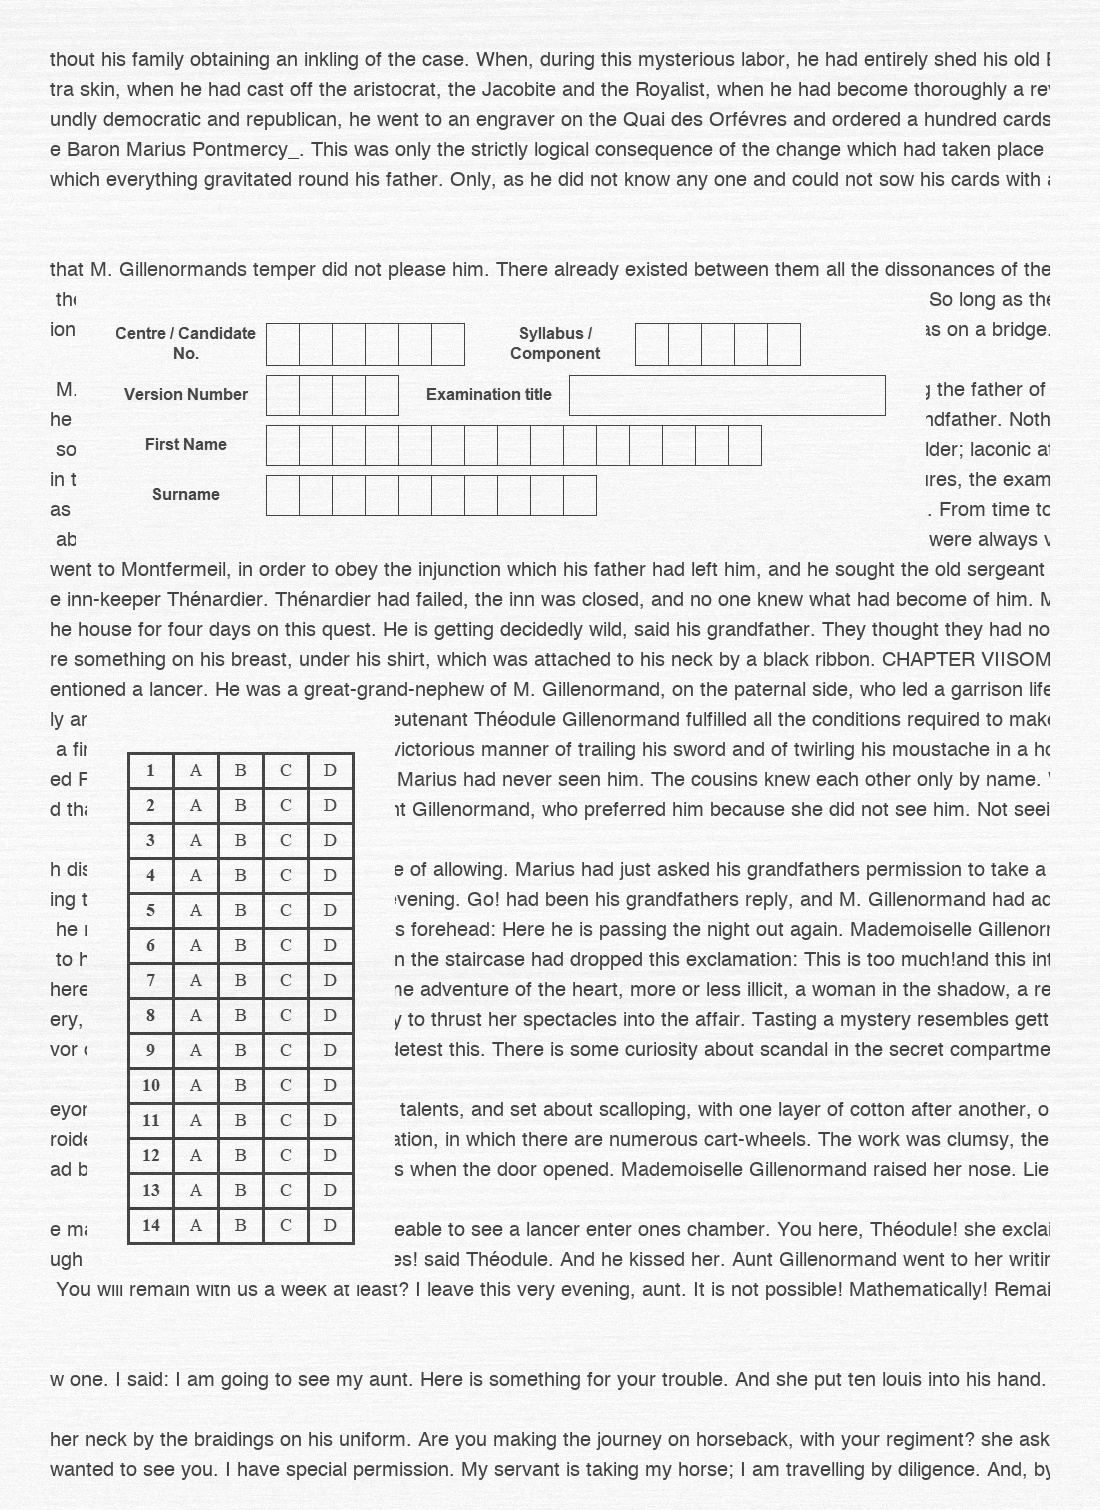 thout his family obtaining an inkling of the case. When, during this mysterious labor, he had entirely shed his old
tra skin, when he had cast off the aristocrat, the Jacobite and the Royalist, when he had become thoroughly a
undly democratic and republican, he went to an engraver on the Quai des Orfévres and ordered a hundred cards
e Baron Marius Pontmercy_. This was only the strictly logical consequence of the change which had taken place
which everything gravitated round his father. Only, as he did not know any one and could not sow his cards with
that M. Gillenormands temper did not please him. There already existed between them all the dissonances of the
So long as the
ion as on a bridge.
Centre / Candidate No.
Syllabus / Component
M. the father of
Version Number
Examination title
he ndfather. Noth
First Name
so lder; laconic
in t ures, the exam
Surname
as . From time to
ab were always
went to Montfermeil, in order to obey the injunction which his father had left him, and he sought the old sergeant
e inn-keeper Thénardier. Thénardier had failed, the inn was closed, and no one knew what had become of him.
he house for four days on this quest. He is getting decidedly wild, said his grandfather. They thought they had no
re something on his breast, under his shirt, which was attached to his neck by a black ribbon. CHAPTER VIISOM
entioned a lancer. He was a great-grand-nephew of M. Gillenormand, on the paternal side, who led a garrison life
ly ar eutenant Théodule Gillenormand fulfilled all the conditions required to make
a fir victorious manner of trailing his sword and of twirling his moustache in a
ed Marius had never seen him. The cousins knew each other only by name.
d tha nt Gillenormand, who preferred him because she did not see him. Not seei
1 A B C D
2 A B C D
3 A B C D
4 A B C D
5 A B C D
6 A B C D
7 A B C D
8 A B C D
9 A B C D
10 A B C D
11 A B C D
12 A B C D
13 A B C D
14 A B C D
h dis e of allowing. Marius had just asked his grandfathers permission to take a
ing t evening. Go! had been his grandfathers reply, and M. Gillenormand had
he s forehead: Here he is passing the night out again. Mademoiselle Gillenor
to n the staircase had dropped this exclamation: This is too much!and this int
here me adventure of the heart, more or less illicit, a woman in the shadow, a re
ery, y to thrust her spectacles into the affair. Tasting a mystery resembles gett
vor detest this. There is some curiosity about scandal in the secret compartme
eyor talents, and set about scalloping, with one layer of cotton after another, o
roide ation, in which there are numerous cart-wheels. The work was clumsy, the
ad b s when the door opened. Mademoiselle Gillenormand raised her nose. Lie
e ma eable to see a lancer enter ones chamber. You here, Théodule! she exclai
ugh es! said Théodule. And he kissed her. Aunt Gillenormand went to her writin
You will remain with us a week at least? I leave this very evening, aunt. It is not possible! Mathematically! Remai
w one. I said: I am going to see my aunt. Here is something for your trouble. And she put ten louis into his hand.
her neck by the braidings on his uniform. Are you making the journey on horseback, with your regiment? she ask
wanted to see you. I have special permission. My servant is taking my horse; I am travelling by diligence. And, by